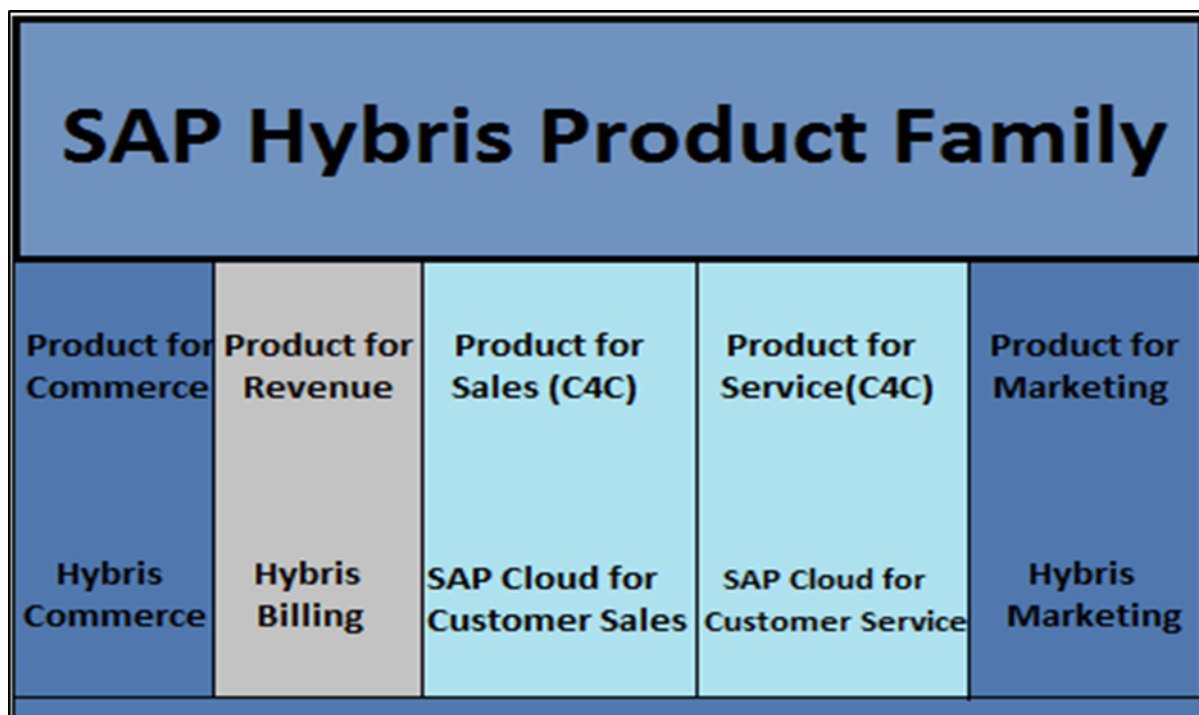 SAP Hybris Product Family
Product for
Commerce
Product for
Revenue
Product for
Sales (C4C)
Product for
Service(C4C)
Product for
Marketing
Hybris
Commerce
Hybris
Billing
SAP Cloud for
Customer Sales
SAP Cloud for
Customer Service
Hybris
Marketing